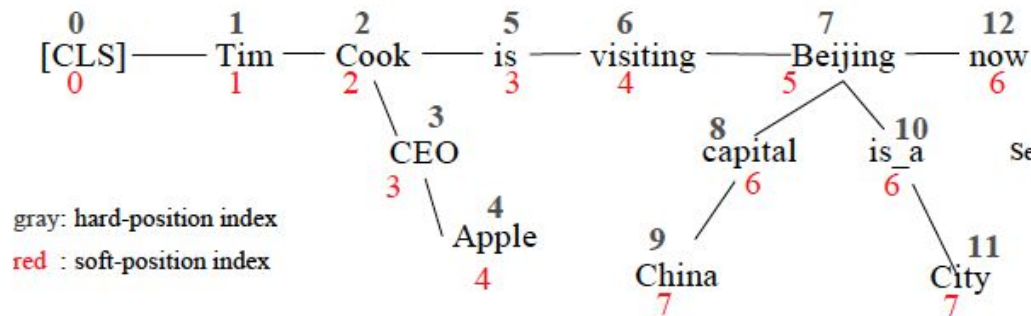 0 1 2 5 6 7 12
[CLS] Tim Cook is visiting Beijing now
0 1 2 3 4 5 6
3 8 10
CEO capital is_a Se
3 6 6
gray: hard-position index 4 9 11
red : soft-position index Apple China City
4 7 7